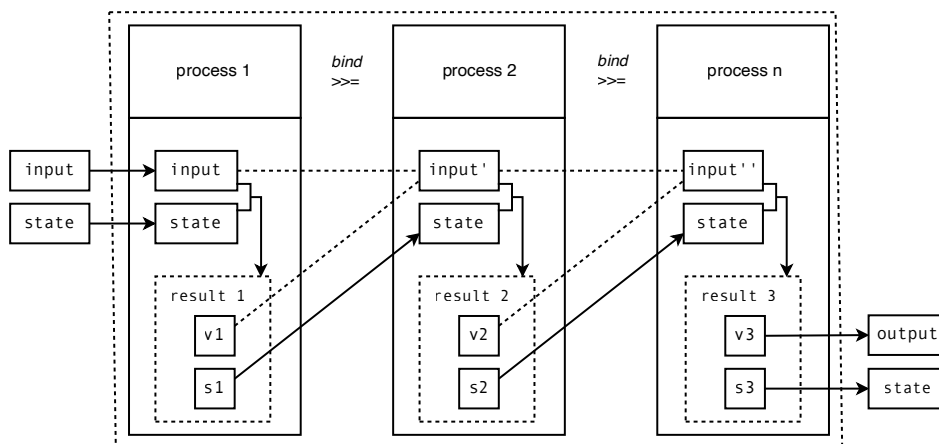 process 1
bind
>>=
process 2
bind
>>=
process n
input
input
input'
input''
state
state
state
state
result 1
result 2
result 3
v1
v2
v3
output
s1
s2
s3
state